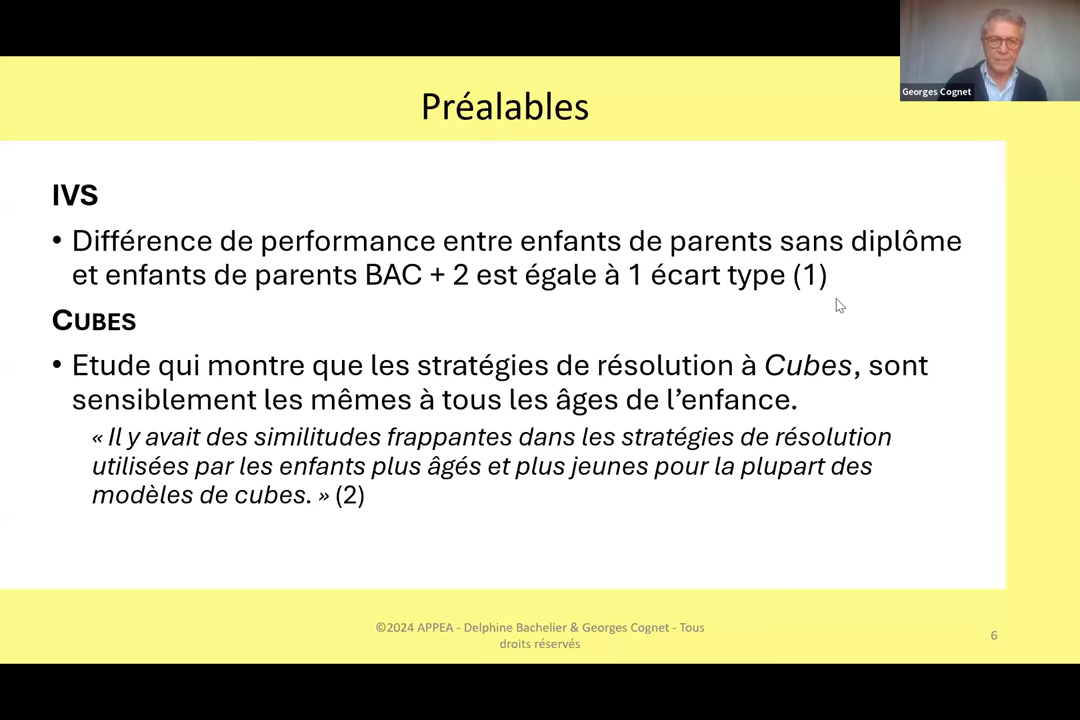 Préalables
Georges Cognet
IVS
• Différence de performance entre enfants de parents sans diplôme
et enfants de parents BAC + 2 est égale à 1 écart type (1)
CUBES
• Etude qui montre que les stratégies de résolution à Cubes, sont
sensiblement les mêmes à tous les âges de l’enfance.
« Il y avait des similitudes frappantes dans les stratégies de résolution
utilisées par les enfants plus âgés et plus jeunes pour la plupart des
modèles de cubes. » (2)
©2024 APPEA - Delphine Bachelier & Georges Cognet - Tous
droits réservés
6